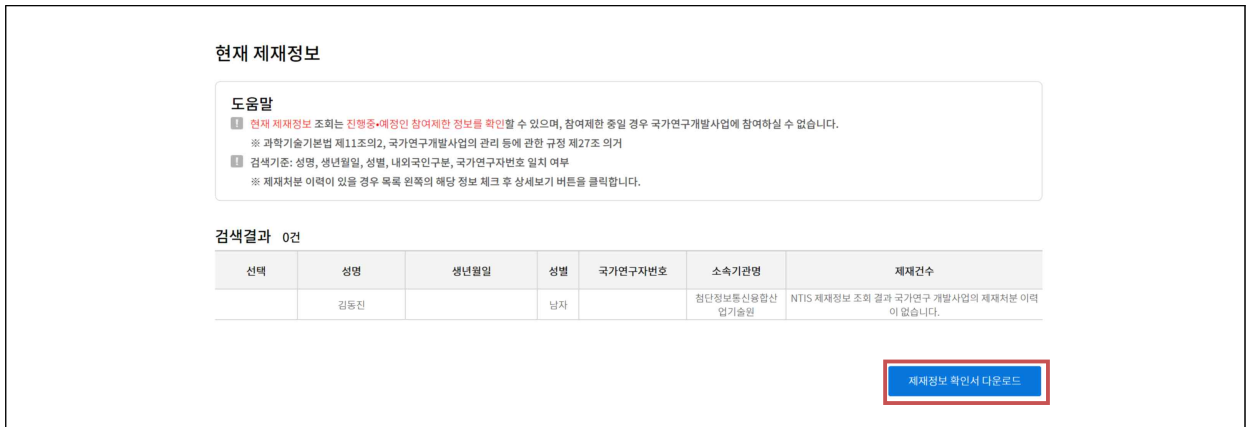 현재 제재정보
도움말
현재 제재정보 조회는 진행중•예정인 참여제한 정보를 확인할 수 있으며, 참여제한 중일 경우 국가연구개발사업에 참여하실 수 없습니다.
※ 과학기술기본법 제11조의2, 국가연구개발사업의 관리 등에 관한 규정 제27조 의거
검색기준: 성명, 생년월일, 성별, 내외국인구분, 국가연구자번호 일치 여부
※ 제재처분 이력이 있을 경우 목록 왼쪽의 해당 정보 체크 후 상세보기 버튼을 클릭합니다.
검색결과 0건
선택 성명 생년월일 성별 국가연구자번호 소속기관명 제재건수
김동진 남자 첨단정보통신융합산업기술원 NTIS 제재정보 조회 결과 국가연구 개발사업의 제재처분 이력이 없습니다.
제재정보 확인서 다운로드